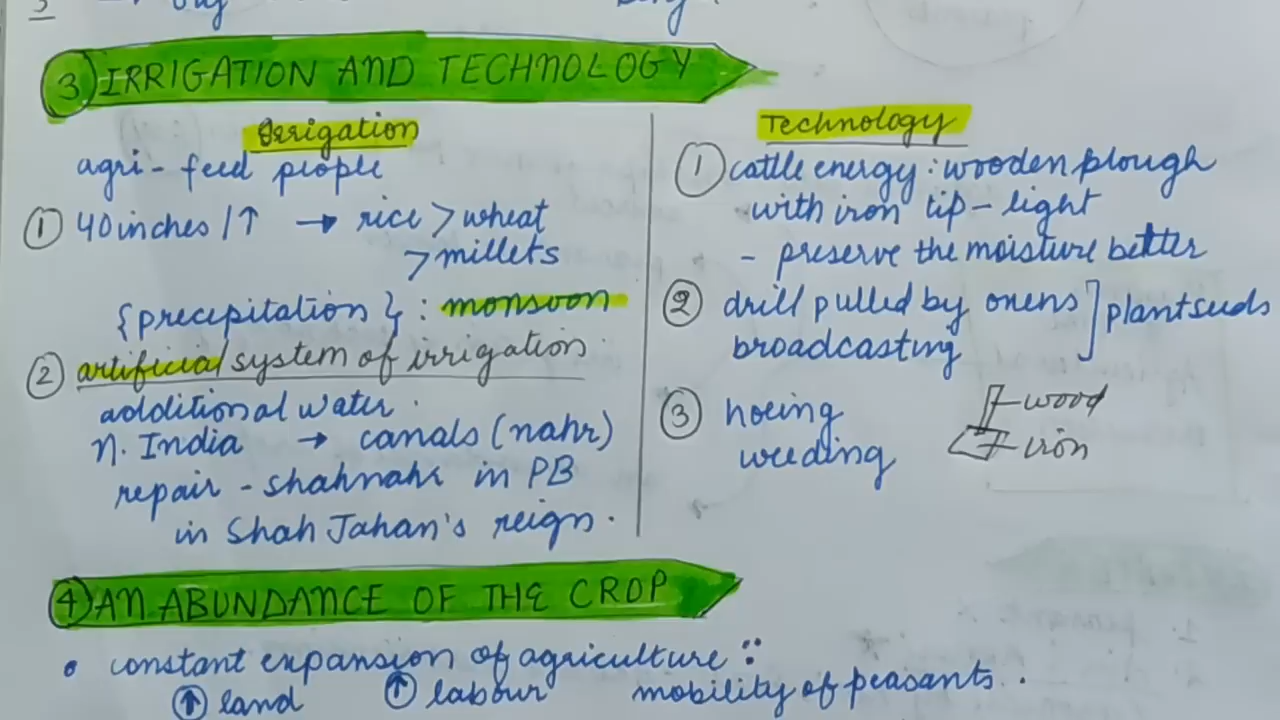 ③ IRRIGATION AND TECHNOLOGY
Irrigation
agri - feed people
① 40 inches / ↑ → rice > wheat
> millets
{precipitation} : monsoon
② artificial system of irrigation
additional water.
N. India → canals (nahr)
repair - shahnahr in PB
in Shah Jahan's reign.
Technology
① cattle energy : wooden plough
with iron tip - light
- preserve the moisture better
② drill pulled by oxens ] plant seeds
broadcasting
③ hoeing
weeding
wood
iron
④ AN ABUNDANCE OF THE CROP
• constant expansion of agriculture :
↑ land ↑ labour mobility of peasants.